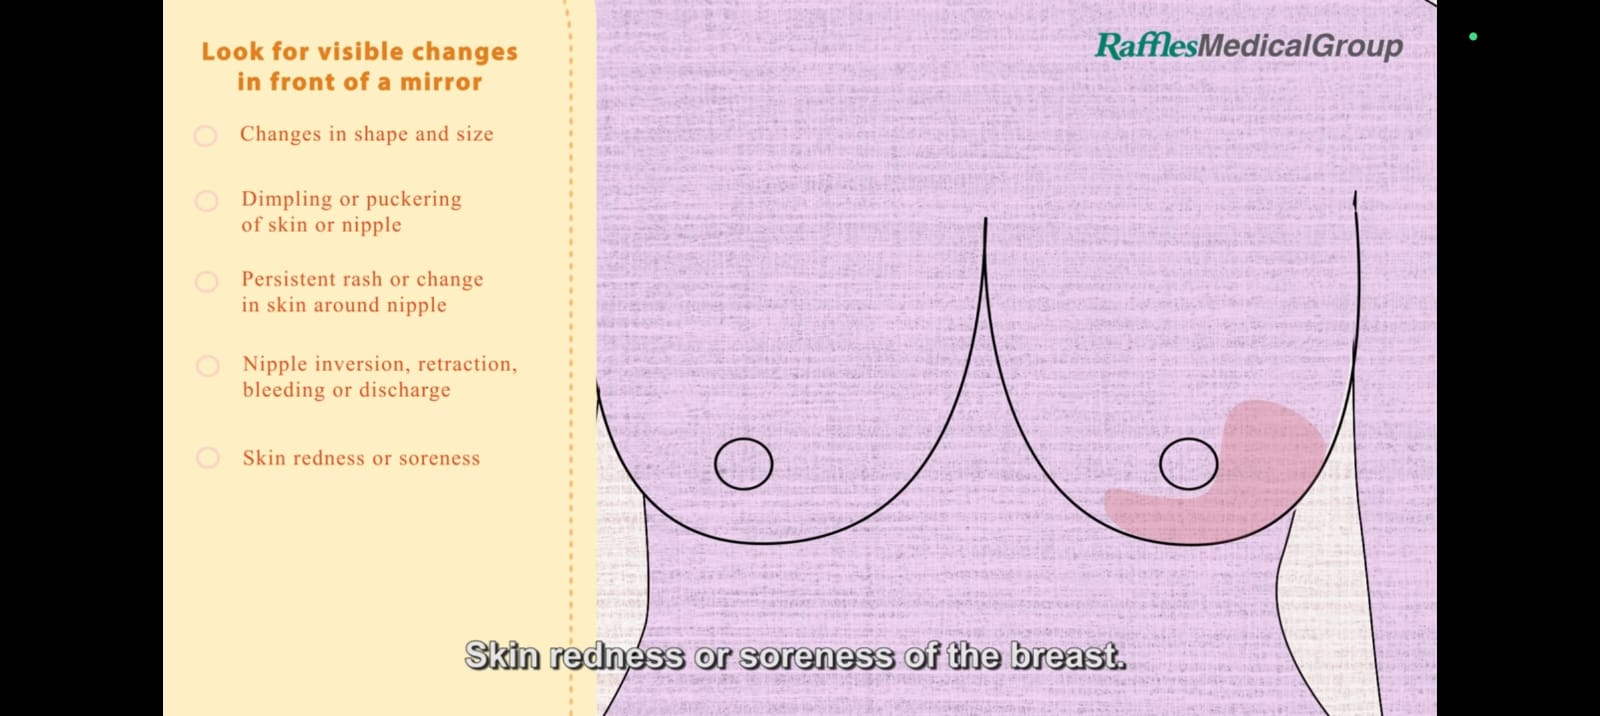 Look for visible changes
in front of a mirror
Changes in shape and size
Dimpling or puckering
of skin or nipple
Persistent rash or change
in skin around nipple
Nipple inversion, retraction,
bleeding or discharge
Skin redness or soreness
RafflesMedicalGroup
Skin redness or soreness of the breast.